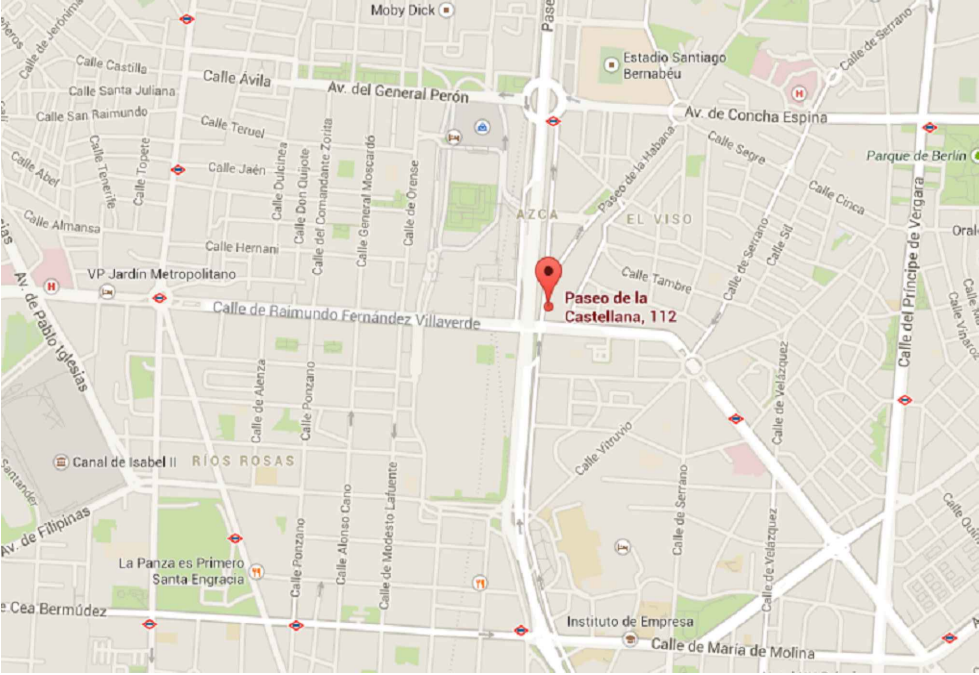 Moby Dick
Paseo
Calle de Jerónima
Calle de Serrano
Estadio Santiago
Bernabéu
Calle Castilla
Calle Ávila
Av. del General Perón
Calle Santa Juliana
Calle San Raimundo
Av. de Concha Espina
Calle Teruel
Calle Segre
Parque de Berlín
Calle Abel
Calle Tenerife
Calle Topete
Calle Jaén
Calle Dulcinea
Calle Don Quijote
Calle del Comandante Zorita
Calle General Moscardó
Calle de Orense
Paseo de la Habana
Calle Cinca
AZCA
EL VISO
Calle Almansa
Calle Hernani
Calle de Serrano
Calle Sil
Calle del Príncipe de Vergara
VP Jardín Metropolitano
Calle Tambre
Av. de Pablo Iglesias
Paseo de la
Castellana, 112
Calle de Raimundo Fernández Villaverde
Calle de Alenza
Calle Ponzano
Calle de Velázquez
Calle Vitruvio
Canal de Isabel II
RÍOS ROSAS
Santander
Av. de Filipinas
Calle Alonso Cano
Calle de Modesto Lafuente
Calle de Serrano
Calle Ponzano
Calle de Velázquez
La Panza es Primero
Santa Engracia
e Cea Bermúdez
Instituto de Empresa
Calle de María de Molina